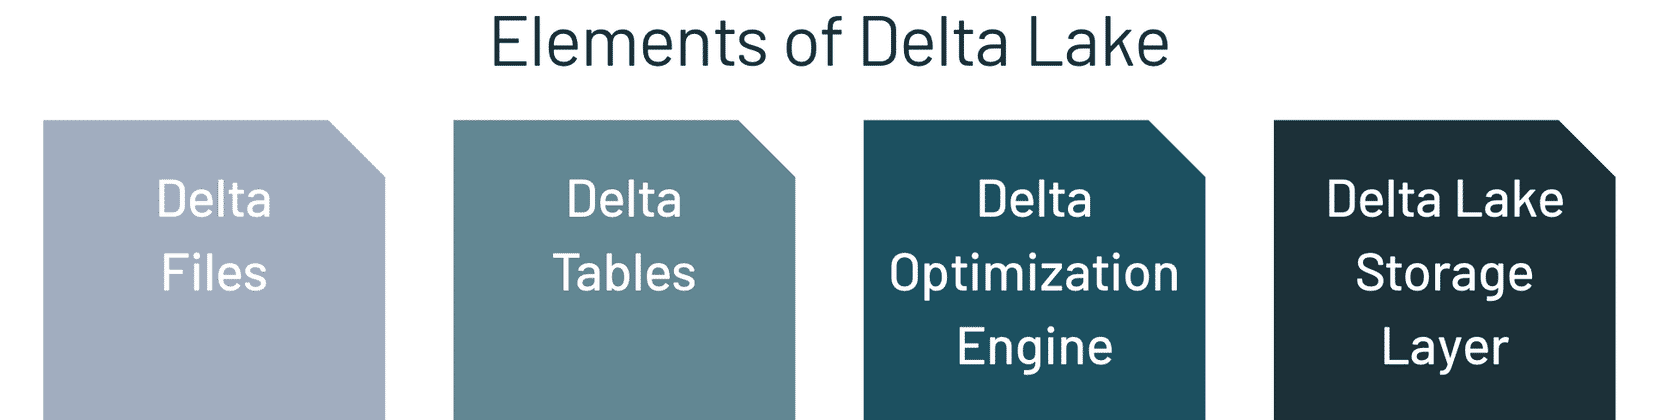 Elements of Delta Lake
Delta
Files
Delta
Tables
Delta
Optimization
Engine
Delta Lake
Storage
Layer